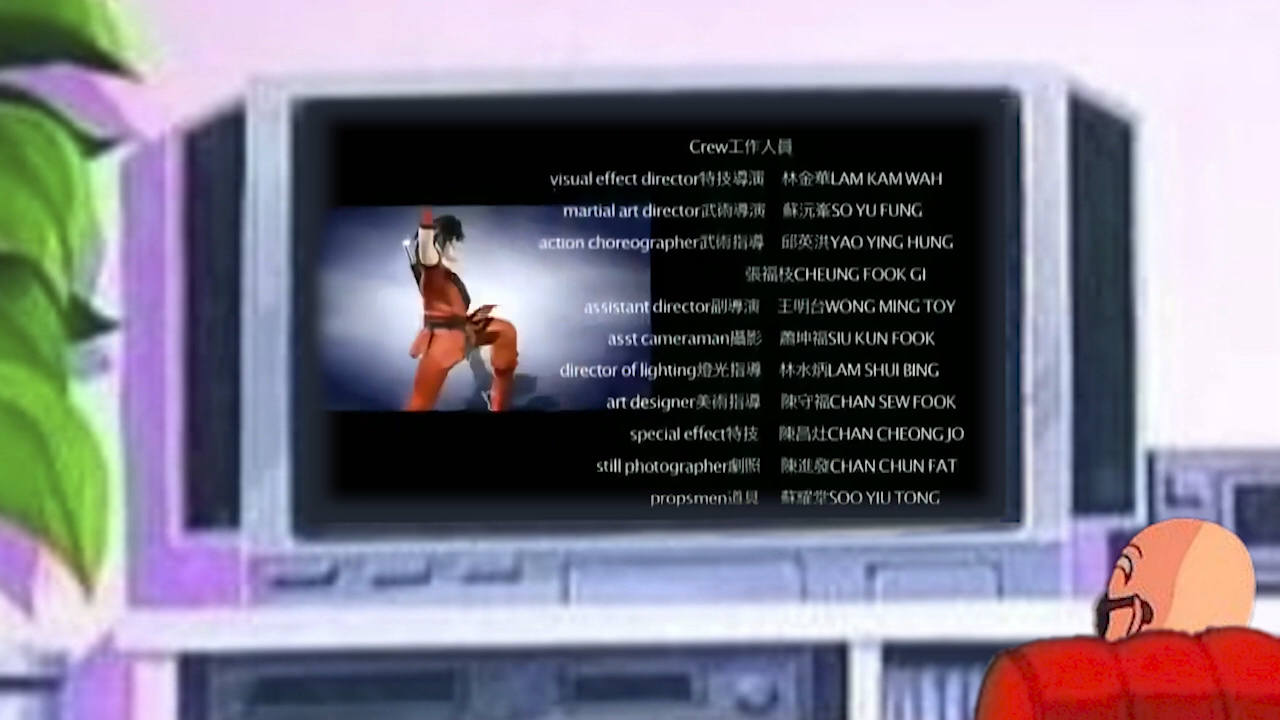 Crew工作人員
visual effect director特技導演 林金華LAM KAM WAH
martial art director武術導演 蘇沅峯SO YU FUNG
action choreographer武術指導 邱英洪YAO YING HUNG
張福枝CHEUNG FOOK GI
assistant director副導演 王明台WONG MING TOY
asst cameraman攝影 蕭坤福SIU KUN FOOK
director of lighting燈光指導 林水炳LAM SHUI BING
art designer美術指導 陳守福CHAN SEW FOOK
special effect特技 陳昌灶CHAN CHEONG JO
still photographer劇照 陳進發CHAN CHUN FAT
propsmen道具 蘇耀堂SOO YIU TONG